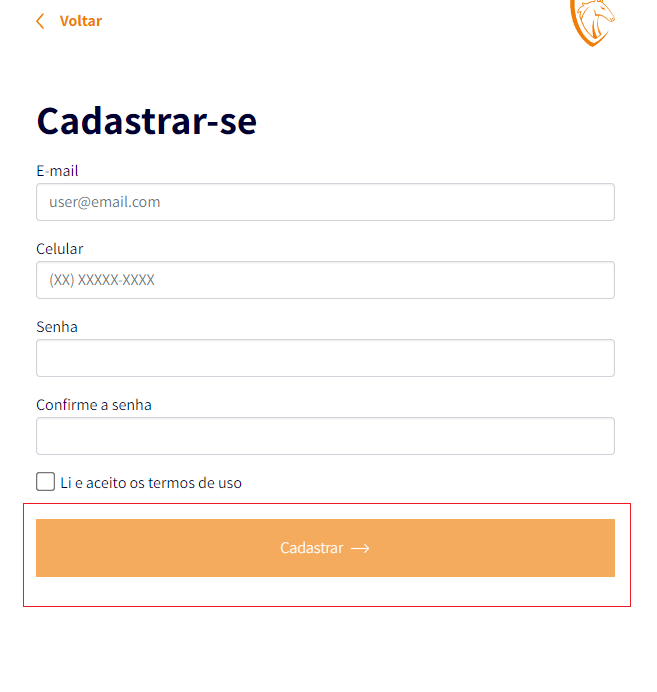 Voltar
Cadastrar-se
E-mail
user@email.com
Celular
(XX) XXXXX-XXXX
Senha
Confirme a senha
Li e aceito os termos de uso
Cadastrar